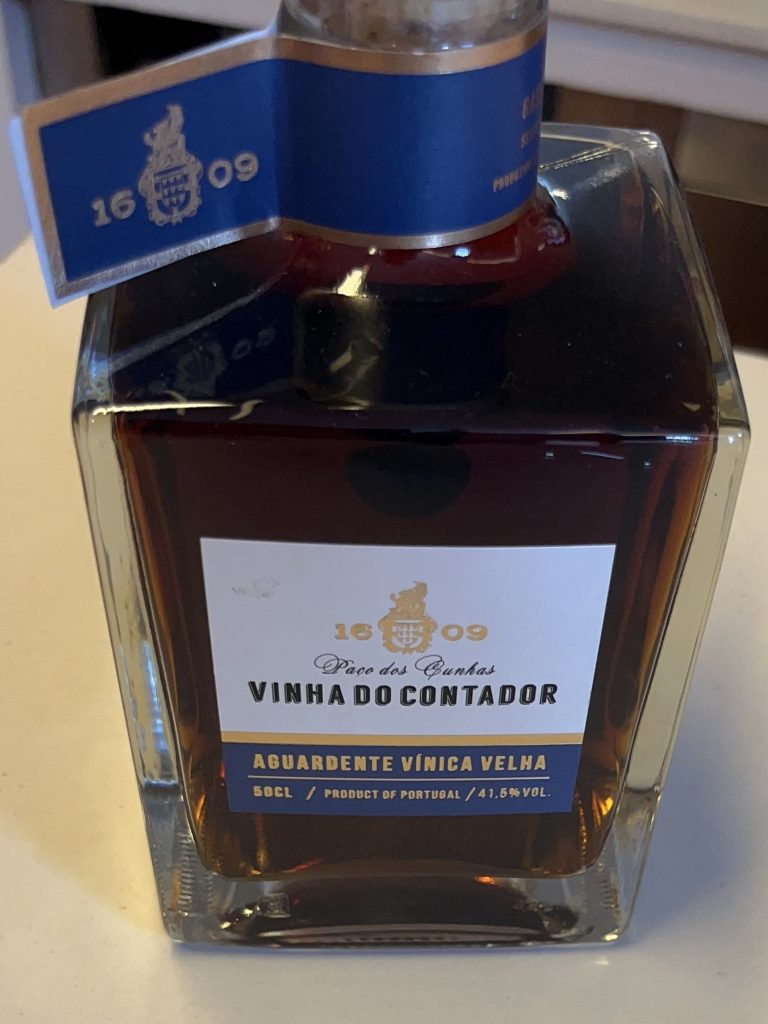 16 09
16 09
Paço dos Cunhas
VINHA DO CONTADOR
AGUARDENTE VÍNICA VELHA
50CL / PRODUCT OF PORTUGAL / 41,5% VOL.